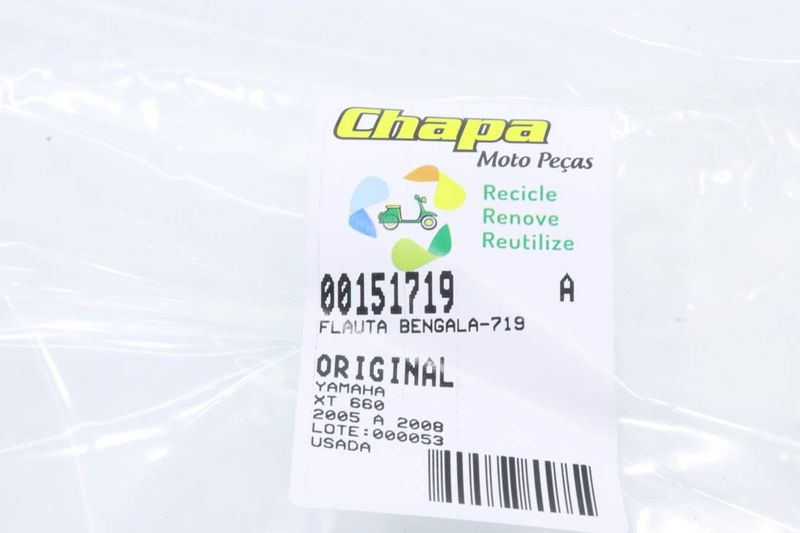 Chapa
Moto Peças
Recicle
Renove
Reutilize
00151719 A
FLAUTA BENGALA-719
ORIGINAL
YAMAHA
XT 660
2005 A 2008
LOTE:000053
USADA